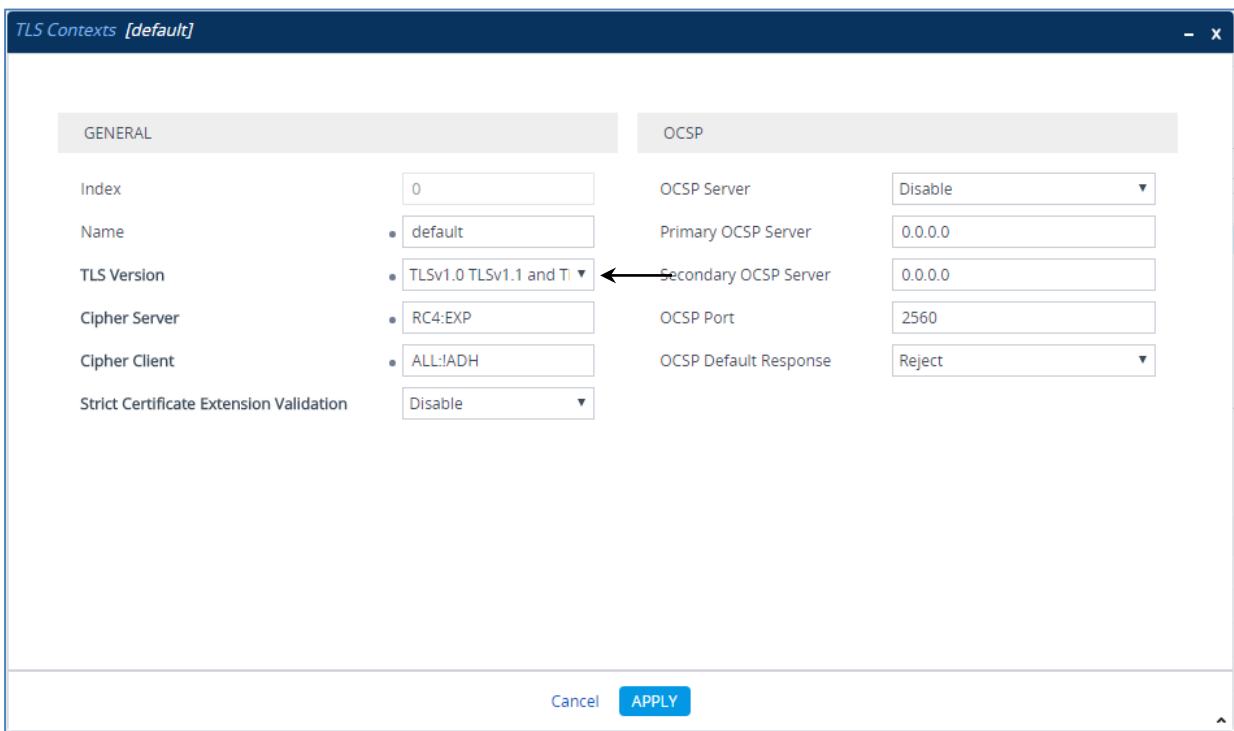 TLS Contexts [default]
– x
GENERAL
Index 0
Name default
TLS Version TLSv1.0 TLSv1.1 and
Cipher Server RC4:EXP
Cipher Client ALL:!ADH
Strict Certificate Extension Validation Disable
OCSP
OCSP Server Disable
Primary OCSP Server 0.0.0.0
Secondary OCSP Server 0.0.0.0
OCSP Port 2560
OCSP Default Response Reject
Cancel APPLY